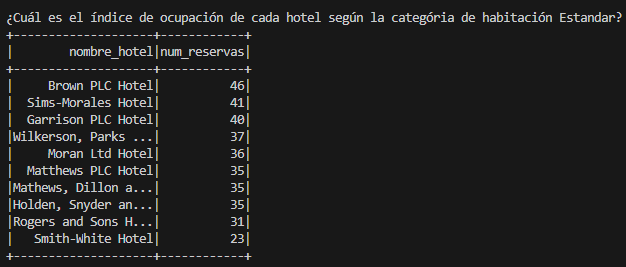 ¿Cuál es el índice de ocupación de cada hotel según la categória de habitación Estandar?
+--------------------+------------+
|        nombre_hotel|num_reservas|
+--------------------+------------+
|     Brown PLC Hotel|          46|
|  Sims-Morales Hotel|          41|
|  Garrison PLC Hotel|          40|
|Wilkerson, Parks ...|          37|
|     Moran Ltd Hotel|          36|
|  Matthews PLC Hotel|          35|
|Mathews, Dillon a...|          35|
|Holden, Snyder an...|          35|
|Rogers and Sons H...|          31|
|   Smith-White Hotel|          23|
+--------------------+------------+